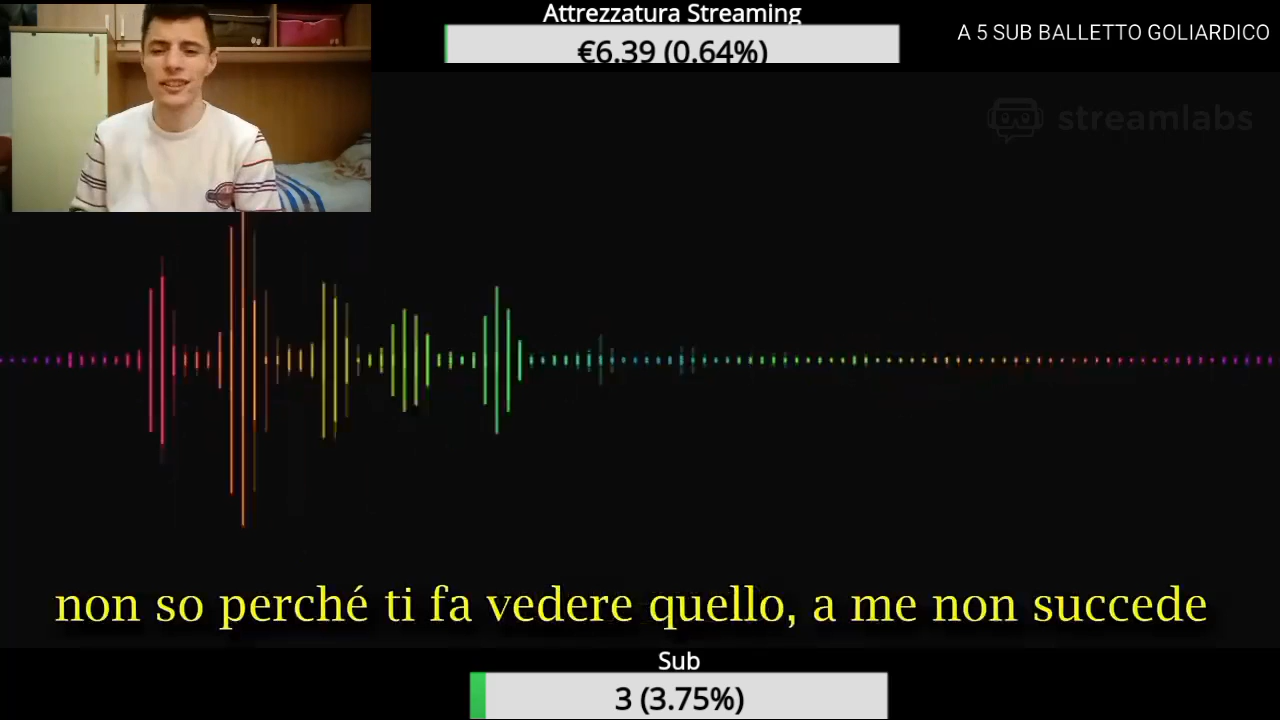 Attrezzatura Streaming
€6.39 (0.64%)
A 5 SUB BALLETTO GOLIARDICO
streamlabs
non so perché ti fa vedere quello, a me non succede
Sub
3 (3.75%)